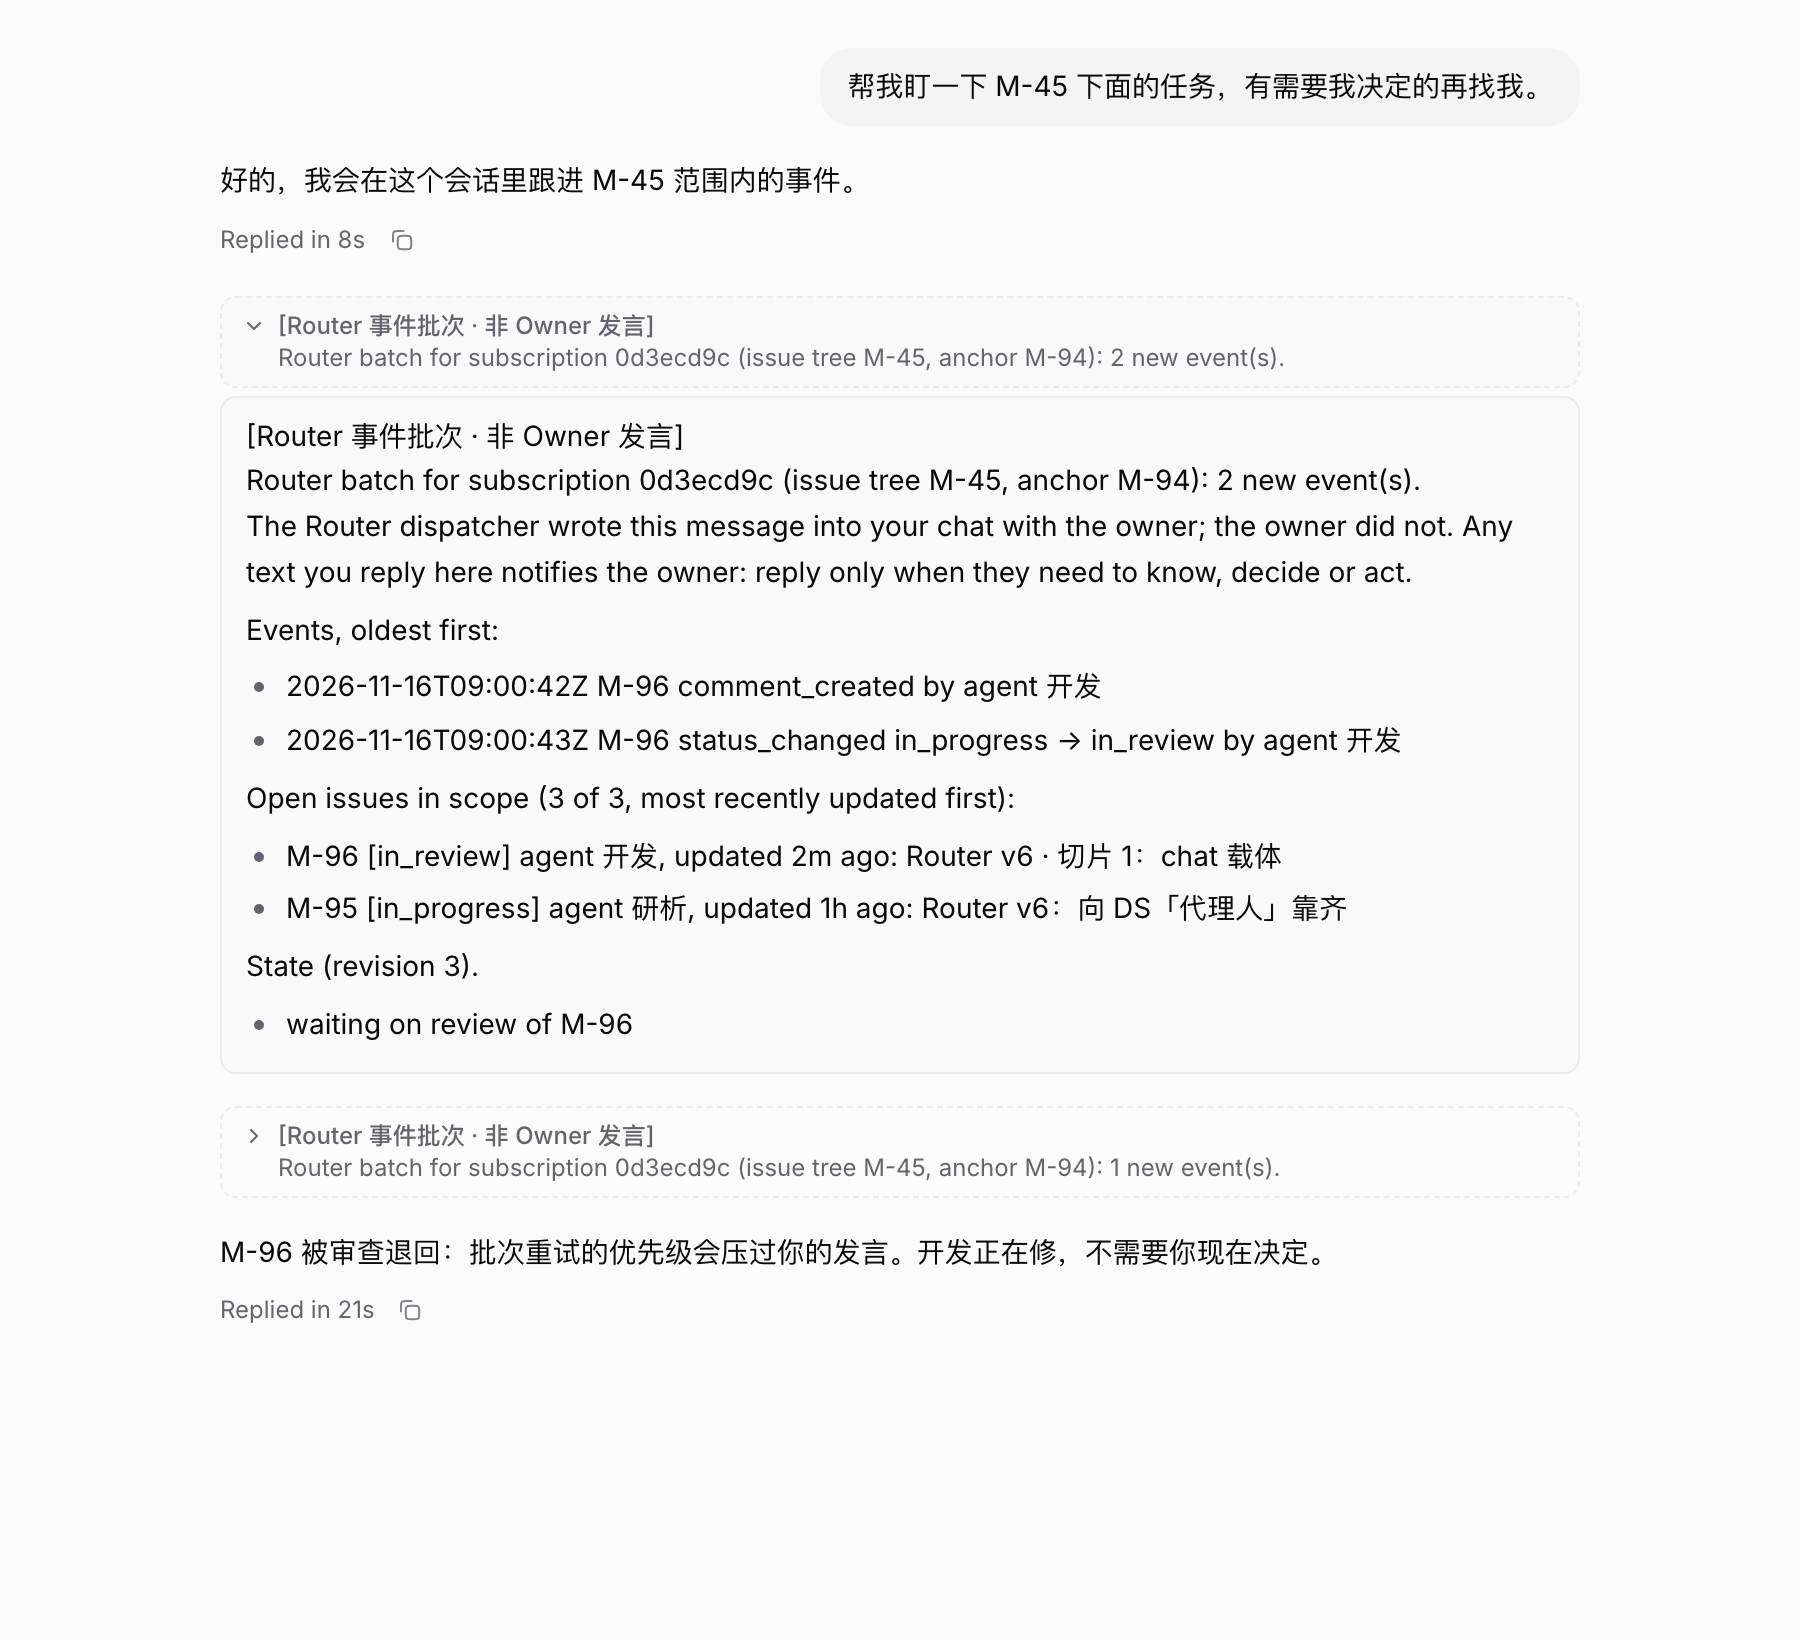 帮我盯一下 M-45 下面的任务，有需要我决定的再找我。
好的，我会在这个会话里跟进 M-45 范围内的事件。
Replied in 8s
[Router 事件批次 · 非 Owner 发言]
Router batch for subscription 0d3ecd9c (issue tree M-45, anchor M-94): 2 new event(s).
[Router 事件批次 · 非 Owner 发言]
Router batch for subscription 0d3ecd9c (issue tree M-45, anchor M-94): 2 new event(s).
The Router dispatcher wrote this message into your chat with the owner; the owner did not. Any
text you reply here notifies the owner: reply only when they need to know, decide or act.
Events, oldest first:
• 2026-11-16T09:00:42Z M-96 comment_created by agent 开发
• 2026-11-16T09:00:43Z M-96 status_changed in_progress → in_review by agent 开发
Open issues in scope (3 of 3, most recently updated first):
• M-96 [in_review] agent 开发, updated 2m ago: Router v6 · 切片 1：chat 载体
• M-95 [in_progress] agent 研析, updated 1h ago: Router v6：向 DS「代理人」靠齐
State (revision 3).
• waiting on review of M-96
[Router 事件批次 · 非 Owner 发言]
Router batch for subscription 0d3ecd9c (issue tree M-45, anchor M-94): 1 new event(s).
M-96 被审查退回：批次重试的优先级会压过你的发言。开发正在修，不需要你现在决定。
Replied in 21s